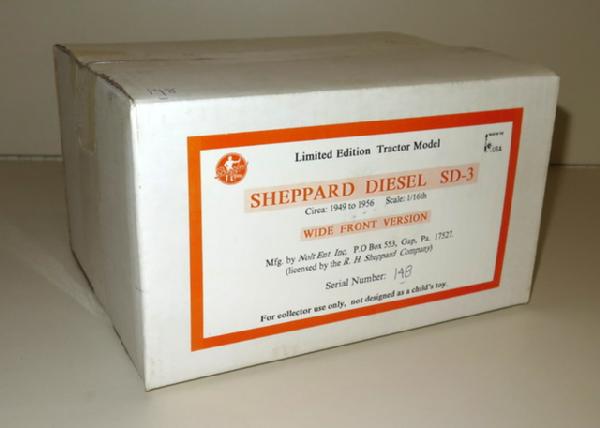 198
Limited Edition Tractor Model
SHEPPARD DIESEL SD-3
Circa: 1949 to 1956 Scale: 1/16th
WIDE FRONT VERSION
Mfg. by NoltEnt Inc. P.O Box 553, Gap, Pa. 17527.
(licensed by the R. H Sheppard Company)
Serial Number: 198
For collector use only, not designed as a child's toy.